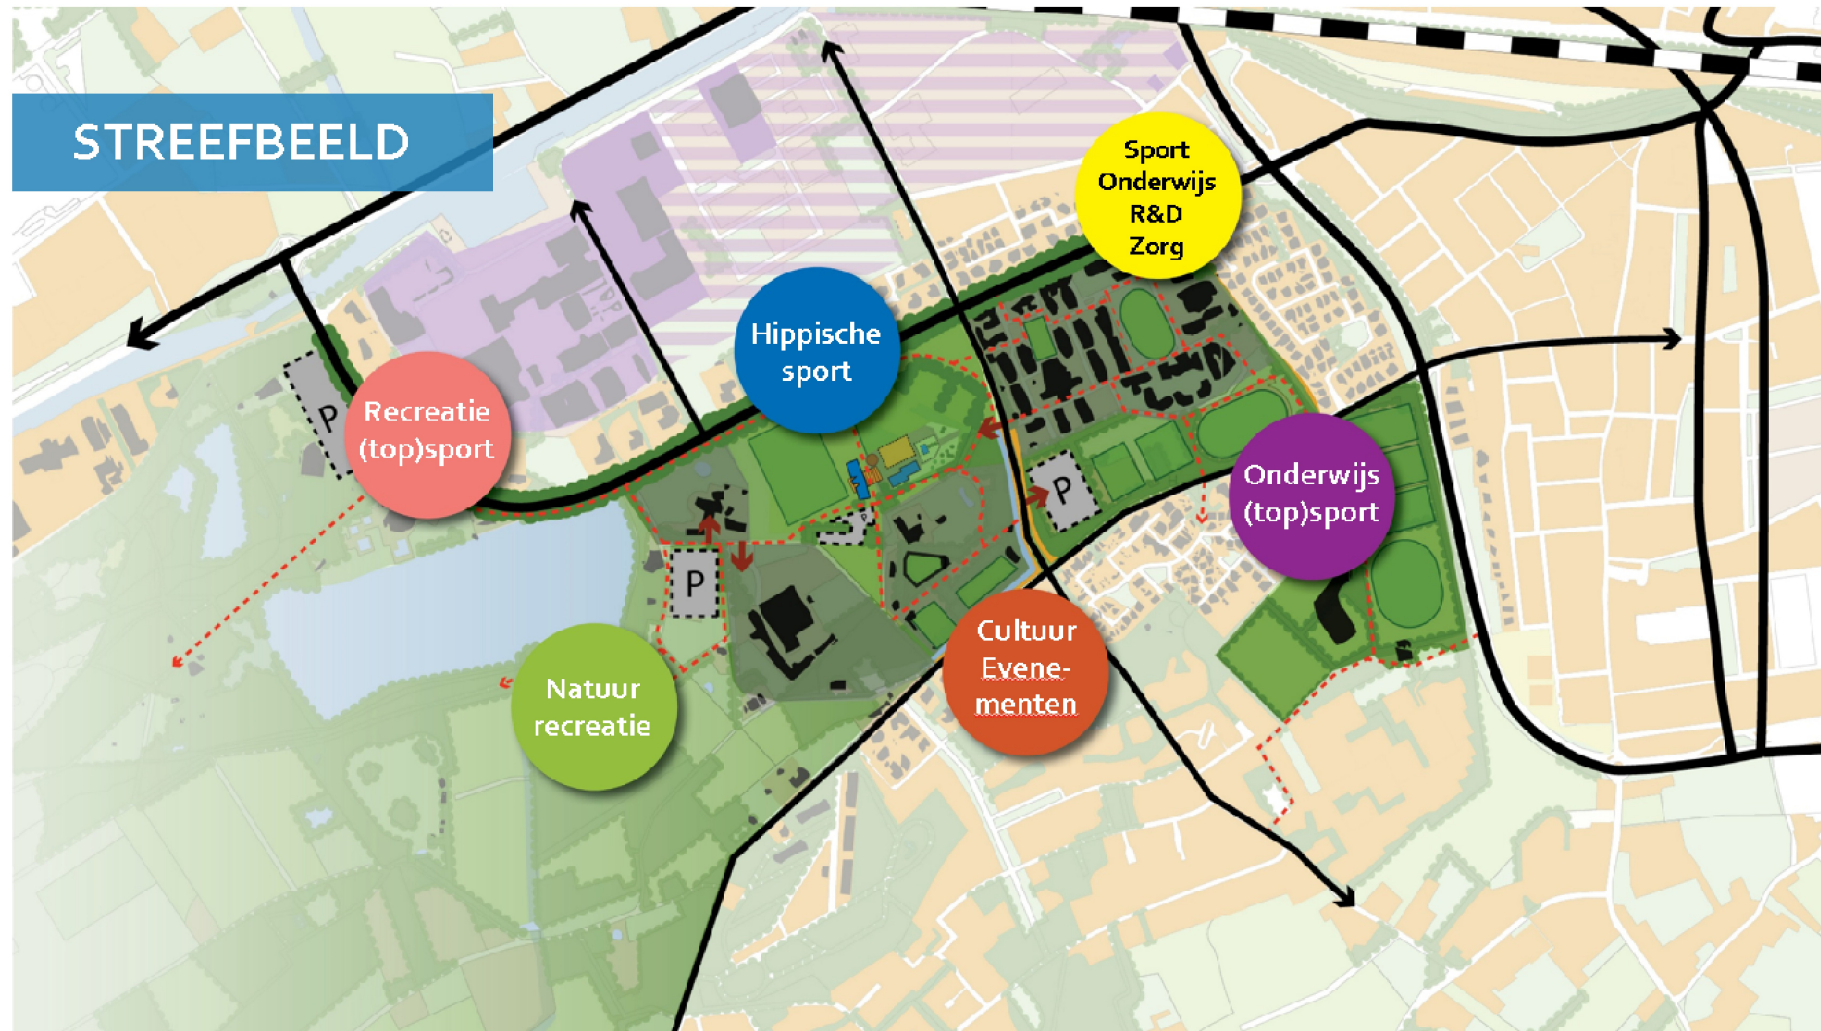 STREEFBEELD
Sport
Onderwijs
R&D
Zorg
Hippische
sport
P
Recreatie
(top)sport
P
Onderwijs
(top)sport
P
P
Cultuur
Evene-
menten
Natuur
recreatie